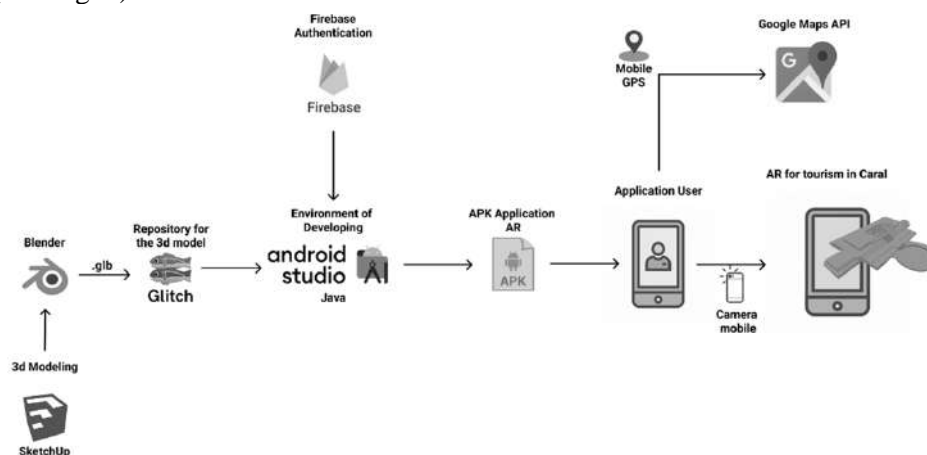 Firebase
Authentication
Firebase
Mobile
GPS
Google Maps API
G
Blender
.glb
Repository for
the 3d model
Glitch
Environment of
Developing
android
studio
AI
Java
APK Application
AR
APK
Application User
Camera
mobile
AR for tourism in Caral
3d Modeling
SketchUp